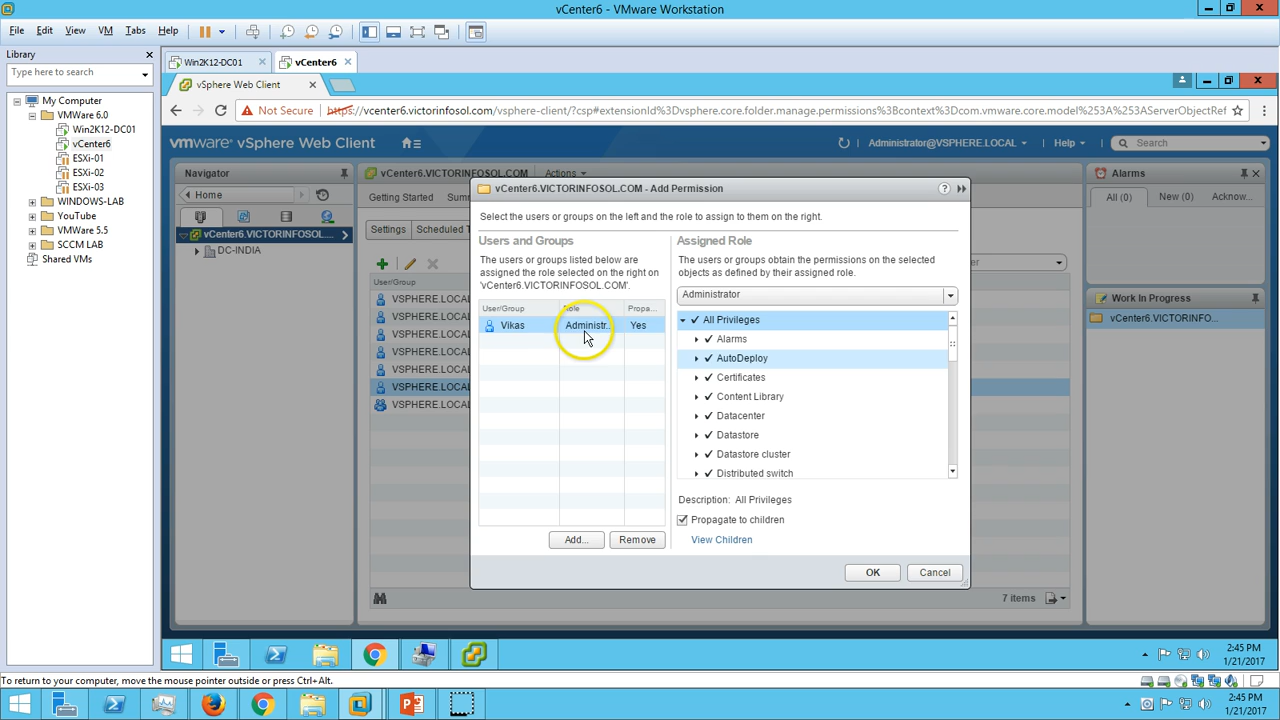 vCenter6 - VMware Workstation
File Edit View VM Tabs Help
Library
Type here to search
My Computer
VMWare 6.0
Win2K12-DC01
vCenter6
ESXi-01
ESXi-02
ESXi-03
WINDOWS-LAB
YouTube
VMWare 5.5
SCCM LAB
Shared VMs
Win2K12-DC01 vCenter6
vSphere Web Client
Not Secure https://vcenter6.victorinfosol.com/vsphere-client/?csp#extensionId%3Dvsphere.core.folder.manage.permissions%3Bcontext%3Dcom.vmware.core.model%253A%253AServerObjectRef
vmware® vSphere Web Client Administrator@VSPHERE.LOCAL Help Search
Navigator
Home
vCenter6.VICTORINFOSOL....
DC-INDIA
vCenter6.VICTORINFOSOL.COM Actions
Getting Started Sum
Settings Scheduled T
User/Group
VSPHERE.LOCA
VSPHERE.LOCA
VSPHERE.LOCA
VSPHERE.LOCA
VSPHERE.LOCA
VSPHERE.LOCAL
VSPHERE.LOCA
7 items
vCenter6.VICTORINFOSOL.COM - Add Permission
Select the users or groups on the left and the role to assign to them on the right.
Users and Groups
The users or groups listed below are
assigned the role selected on the right on
'vCenter6.VICTORINFOSOL.COM'.
User/Group Role Propa...
Vikas Administr... Yes
Add... Remove
Assigned Role
The users or groups obtain the permissions on the selected
objects as defined by their assigned role.
Administrator
All Privileges
Alarms
AutoDeploy
Certificates
Content Library
Datacenter
Datastore
Datastore cluster
Distributed switch
Description: All Privileges
Propagate to children
View Children
OK Cancel
Alarms
All (0) New (0) Acknow...
Work In Progress
vCenter6.VICTORINFO...
2:45 PM
1/21/2017
To return to your computer, move the mouse pointer outside or press Ctrl+Alt.
2:45 PM
1/21/2017